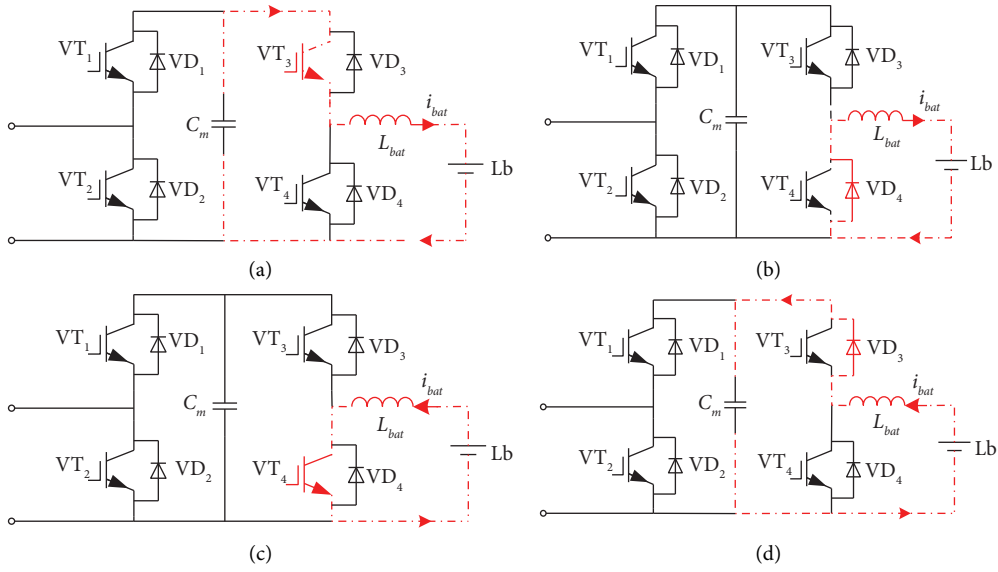 VT1
VD1
VT3
VD3
Cm
ibat
Lbat
Lb
VT2
VD2
VT4
VD4
(a)
VT1
VD1
VT3
VD3
Cm
ibat
Lbat
Lb
VT2
VD2
VT4
VD4
(b)
VT1
VD1
VT3
VD3
Cm
ibat
Lbat
Lb
VT2
VD2
VT4
VD4
(c)
VT1
VD1
VT3
VD3
Cm
ibat
Lbat
Lb
VT2
VD2
VT4
VD4
(d)